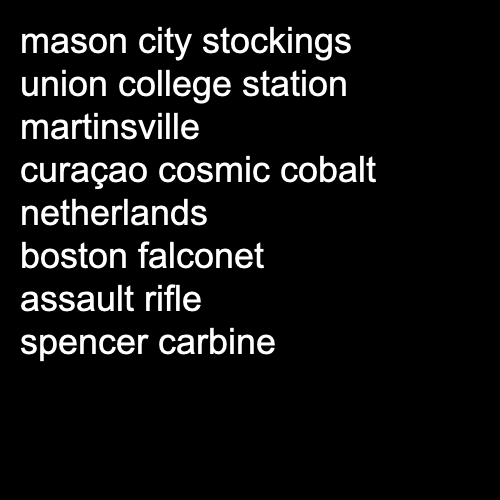 mason city stockings
union college station
martinsville
curaçao cosmic cobalt
netherlands
boston falconet
assault rifle
spencer carbine